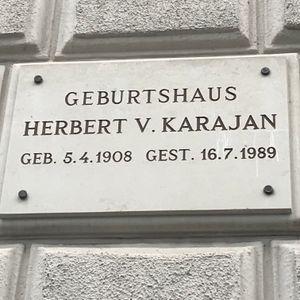 GEBURTSHAUS
HERBERT V. KARAJAN
GEB. 5.4.1908 GEST. 16.7.1989